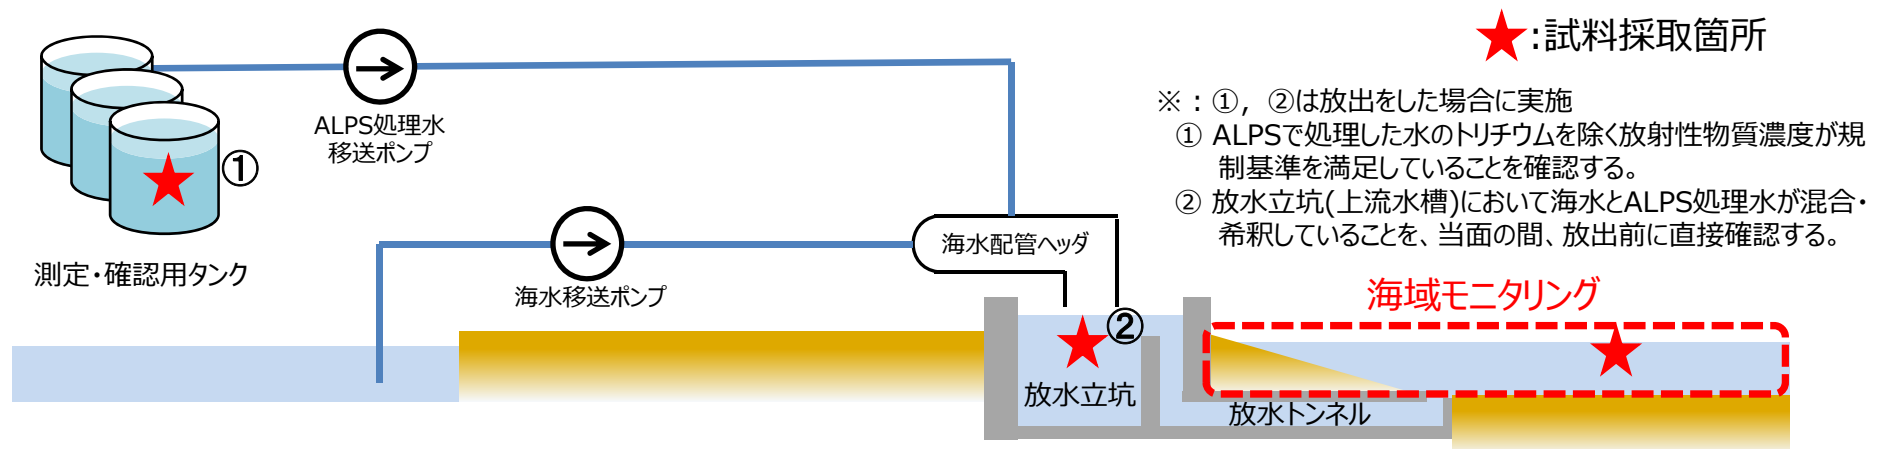 ★:試料採取箇所
※:①,②は放出をした場合に実施
① ALPSで処理した水のトリチウムを除く放射性物質濃度が規
制基準を満足していることを確認する。
② 放水立坑(上流水槽)において海水とALPS処理水が混合・
希釈していることを、当面の間、放出前に直接確認する。
ALPS処理水
移送ポンプ
①
測定・確認用タンク
海水移送ポンプ
海水配管ヘッダ
②
放水立坑
海域モニタリング
放水トンネル